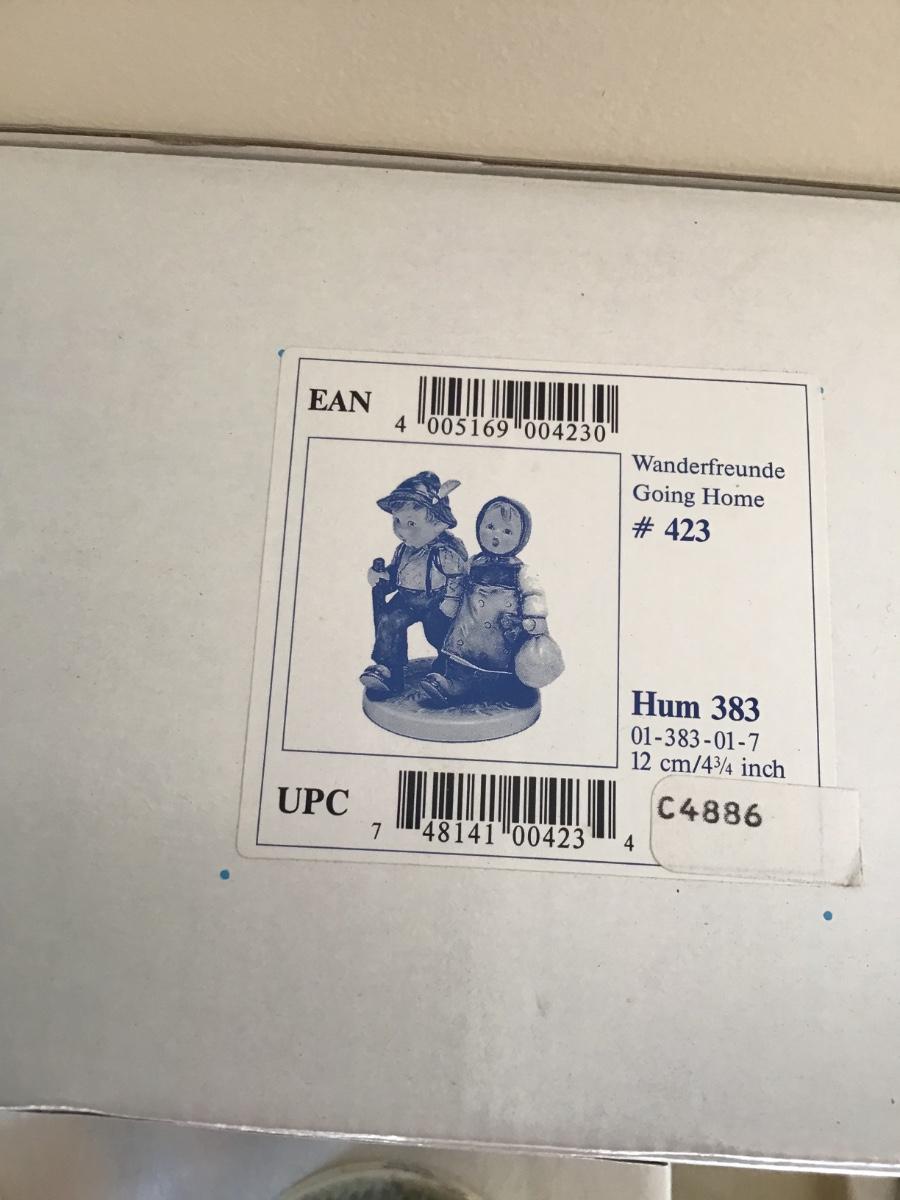 EAN
4 005169 004230
Wanderfreunde
Going Home
# 423
Hum 383
01-383-01-7
12 cm/4¾ inch
UPC
7 48141 00423 4
C4886